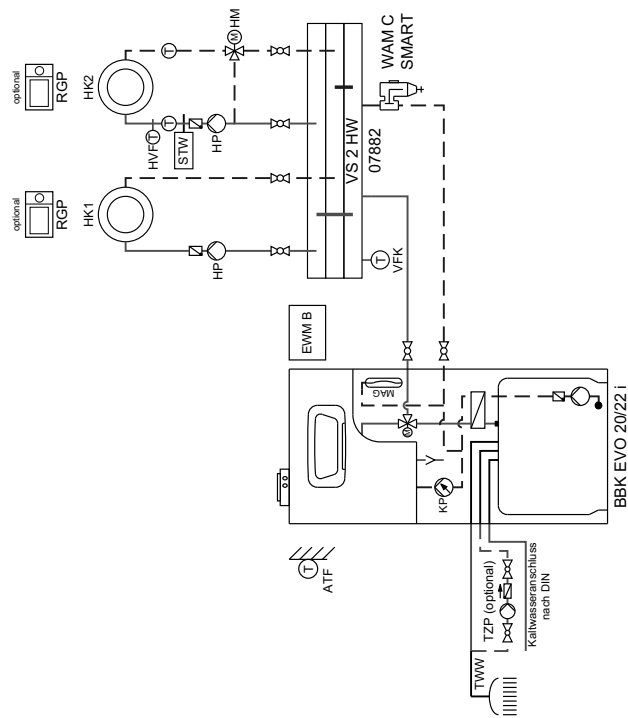 optional
RGP
HK2
HM
M
T
T
HVF
T
STW
HP
WAM C
SMART
optional
RGP
HK1
HP
VS 2 HW
07882
T
VFK
EWM B
MAG
M
KP
BBK EVO 20/22 i
T
ATF
TZP (optional)
Kaltwasseranschluss
nach DIN
TWW